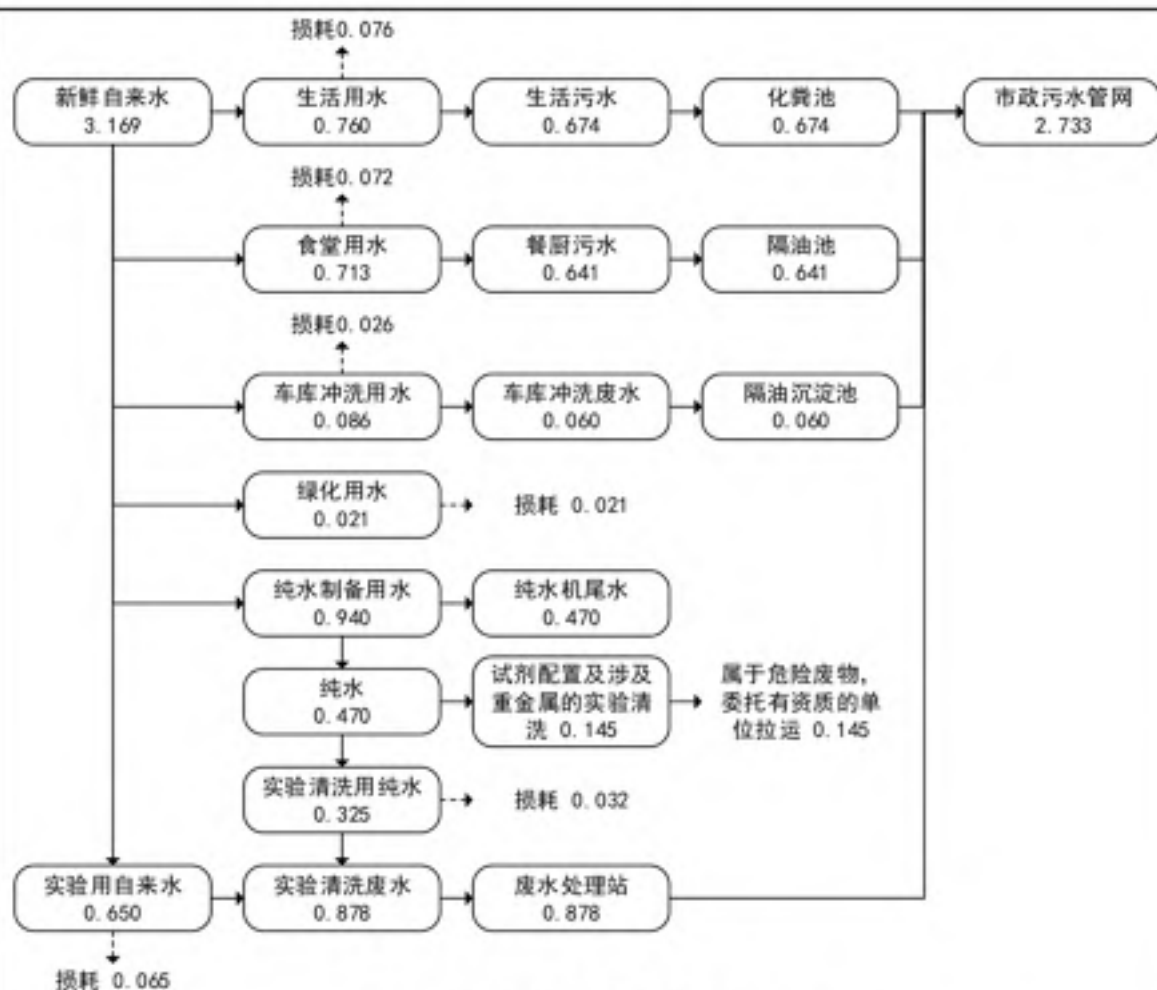 损耗0.076
新鲜自来水
3.169
生活用水
0.760
生活污水
0.674
化粪池
0.674
市政污水管网
2.733
损耗0.072
食堂用水
0.713
餐厨污水
0.641
隔油池
0.641
损耗0.026
车库冲洗用水
0.086
车库冲洗废水
0.060
隔油沉淀池
0.060
绿化用水
0.021
损耗 0.021
纯水制备用水
0.940
纯水机尾水
0.470
纯水
0.470
试剂配置及涉及
重金属的实验清
洗 0.145
属于危险废物，
委托有资质的单
位拉运 0.145
实验清洗用纯水
0.325
损耗 0.032
实验用自来水
0.650
实验清洗废水
0.878
废水处理站
0.878
损耗 0.065